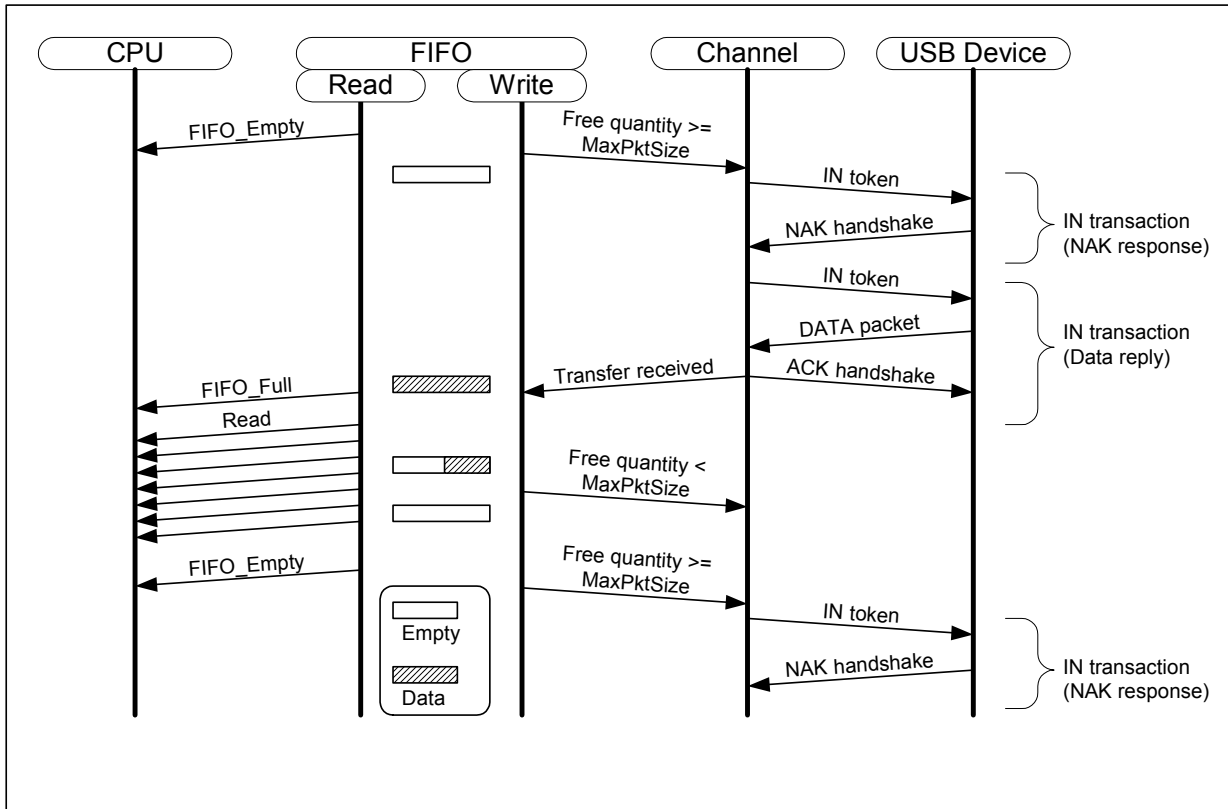 CPU
FIFO
Channel
USB Device
Read
Write
FIFO_Empty
Free quantity >=
MaxPktSize
IN token
NAK handshake
IN transaction
(NAK response)
IN token
DATA packet
IN transaction
(Data reply)
Transfer received
ACK handshake
FIFO_Full
Read
Free quantity <
MaxPktSize
FIFO_Empty
Free quantity >=
MaxPktSize
IN token
Empty
NAK handshake
IN transaction
(NAK response)
Data